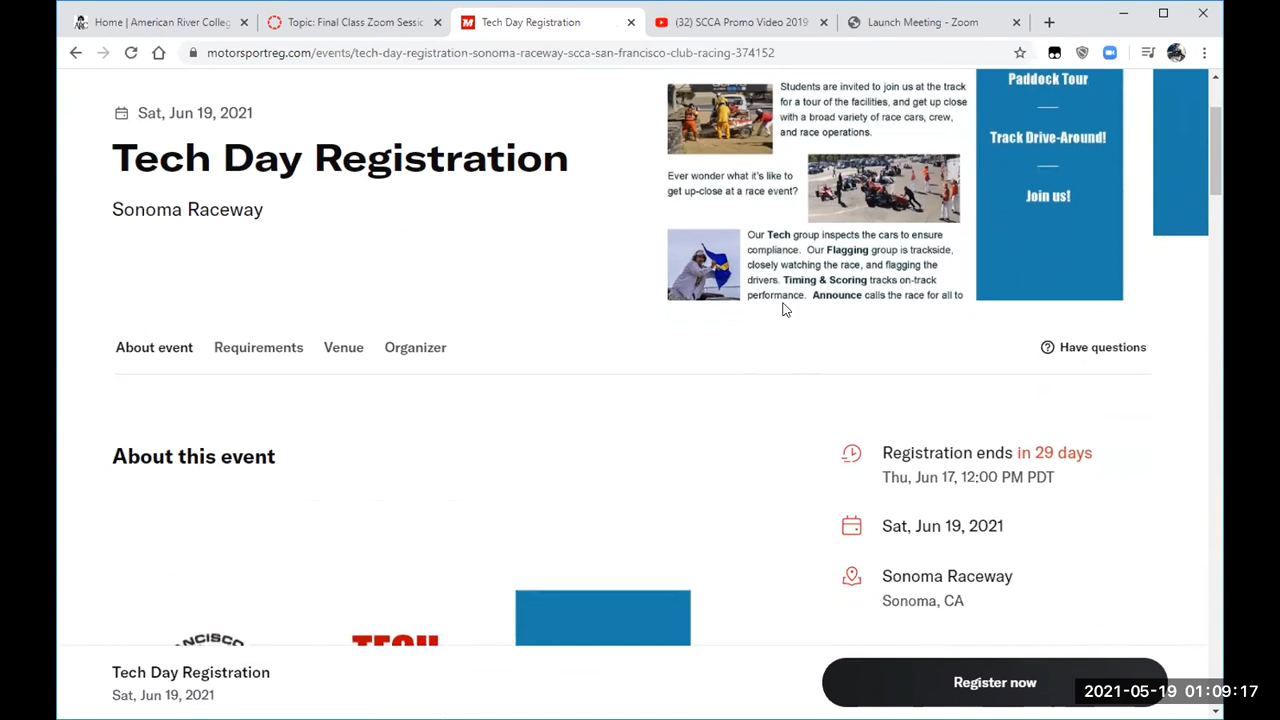 Home | American River Colle
Topic: Final Class Zoom Sessi
Tech Day Registration
(32) SCCA Promo Video 2019
Launch Meeting - Zoom
motorsportreg.com/events/tech-day-registration-sonoma-raceway-scca-san-francisco-club-racing-374152
Sat, Jun 19, 2021
Tech Day Registration
Sonoma Raceway
Students are invited to join us at the track
for a tour of the facilities, and get up close
with a broad variety of race cars, crew,
and race operations.
Ever wonder what it's like to
get up-close at a race event?
Our Tech group inspects the cars to ensure
compliance. Our Flagging group is trackside,
closely watching the race, and flagging the
drivers. Timing & Scoring tracks on-track
performance. Announce calls the race for all to
Paddock Tour
Track Drive-Around!
Join us!
About event
Requirements
Venue
Organizer
Have questions
About this event
Registration ends in 29 days
Thu, Jun 17, 12:00 PM PDT
Sat, Jun 19, 2021
Sonoma Raceway
Sonoma, CA
ANCISCO
TECH
Tech Day Registration
Sat, Jun 19, 2021
Register now
2021-05-19 01:09:17